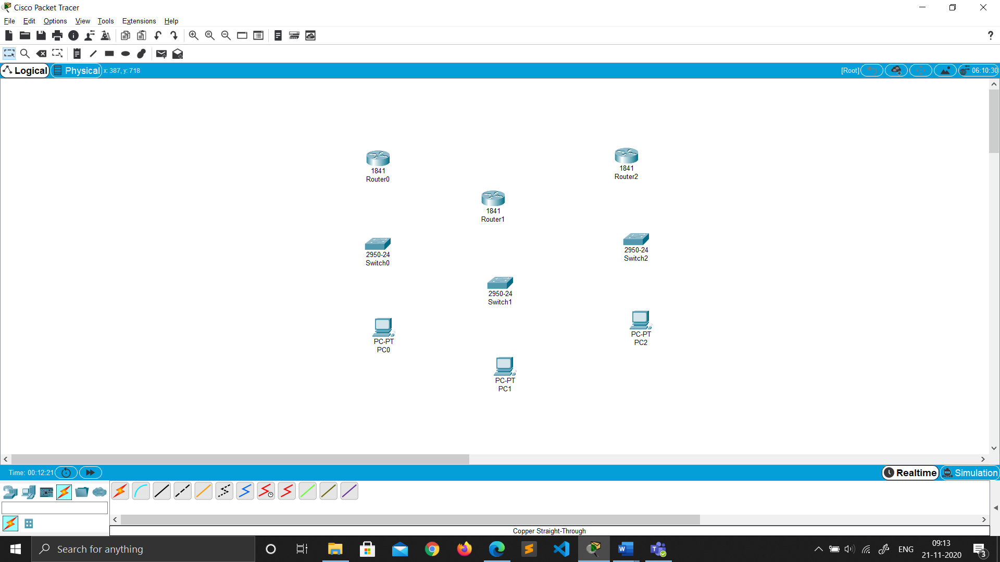 Cisco Packet Tracer
File Edit Options View Tools Extensions Help
?
Logical Physical x: 387, y: 718 [Root] 06:10:30
1841
Router0
1841
Router2
1841
Router1
2950-24
Switch0
2950-24
Switch2
2950-24
Switch1
PC-PT
PC0
PC-PT
PC2
PC-PT
PC1
Time: 00:12:21 Realtime Simulation
Copper Straight-Through
Search for anything ENG 09:13
21-11-2020 3